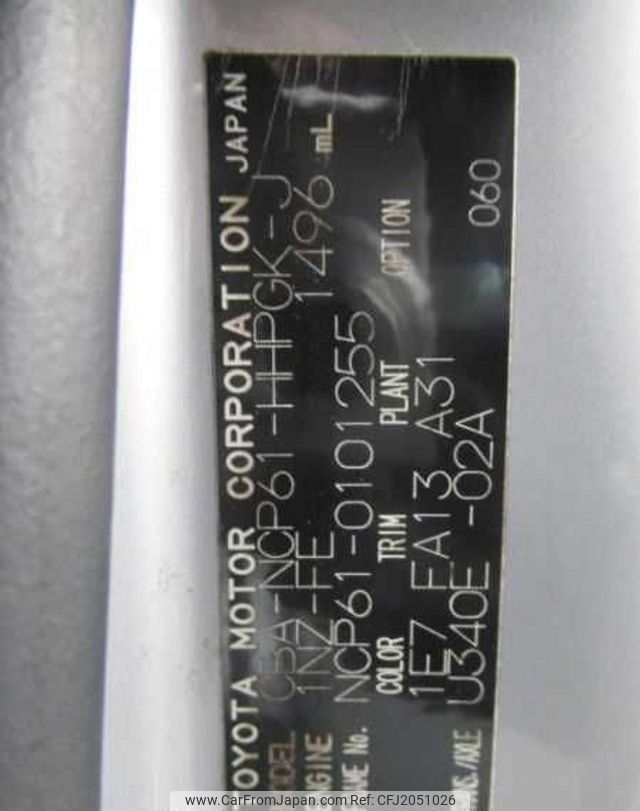 TOYOTA MOTOR CORPORATION JAPAN
MODEL CBA-NCP61-HHPGK-J
ENGINE 1NZ-FE 1496 mL
FRAME No. NCP61-0101255
COLOR TRIM PLANT OPTION
1E7 FA13 A31
TRANS./AXLE U340E -02A 060
www.carfromjapan.com CFJ2051026